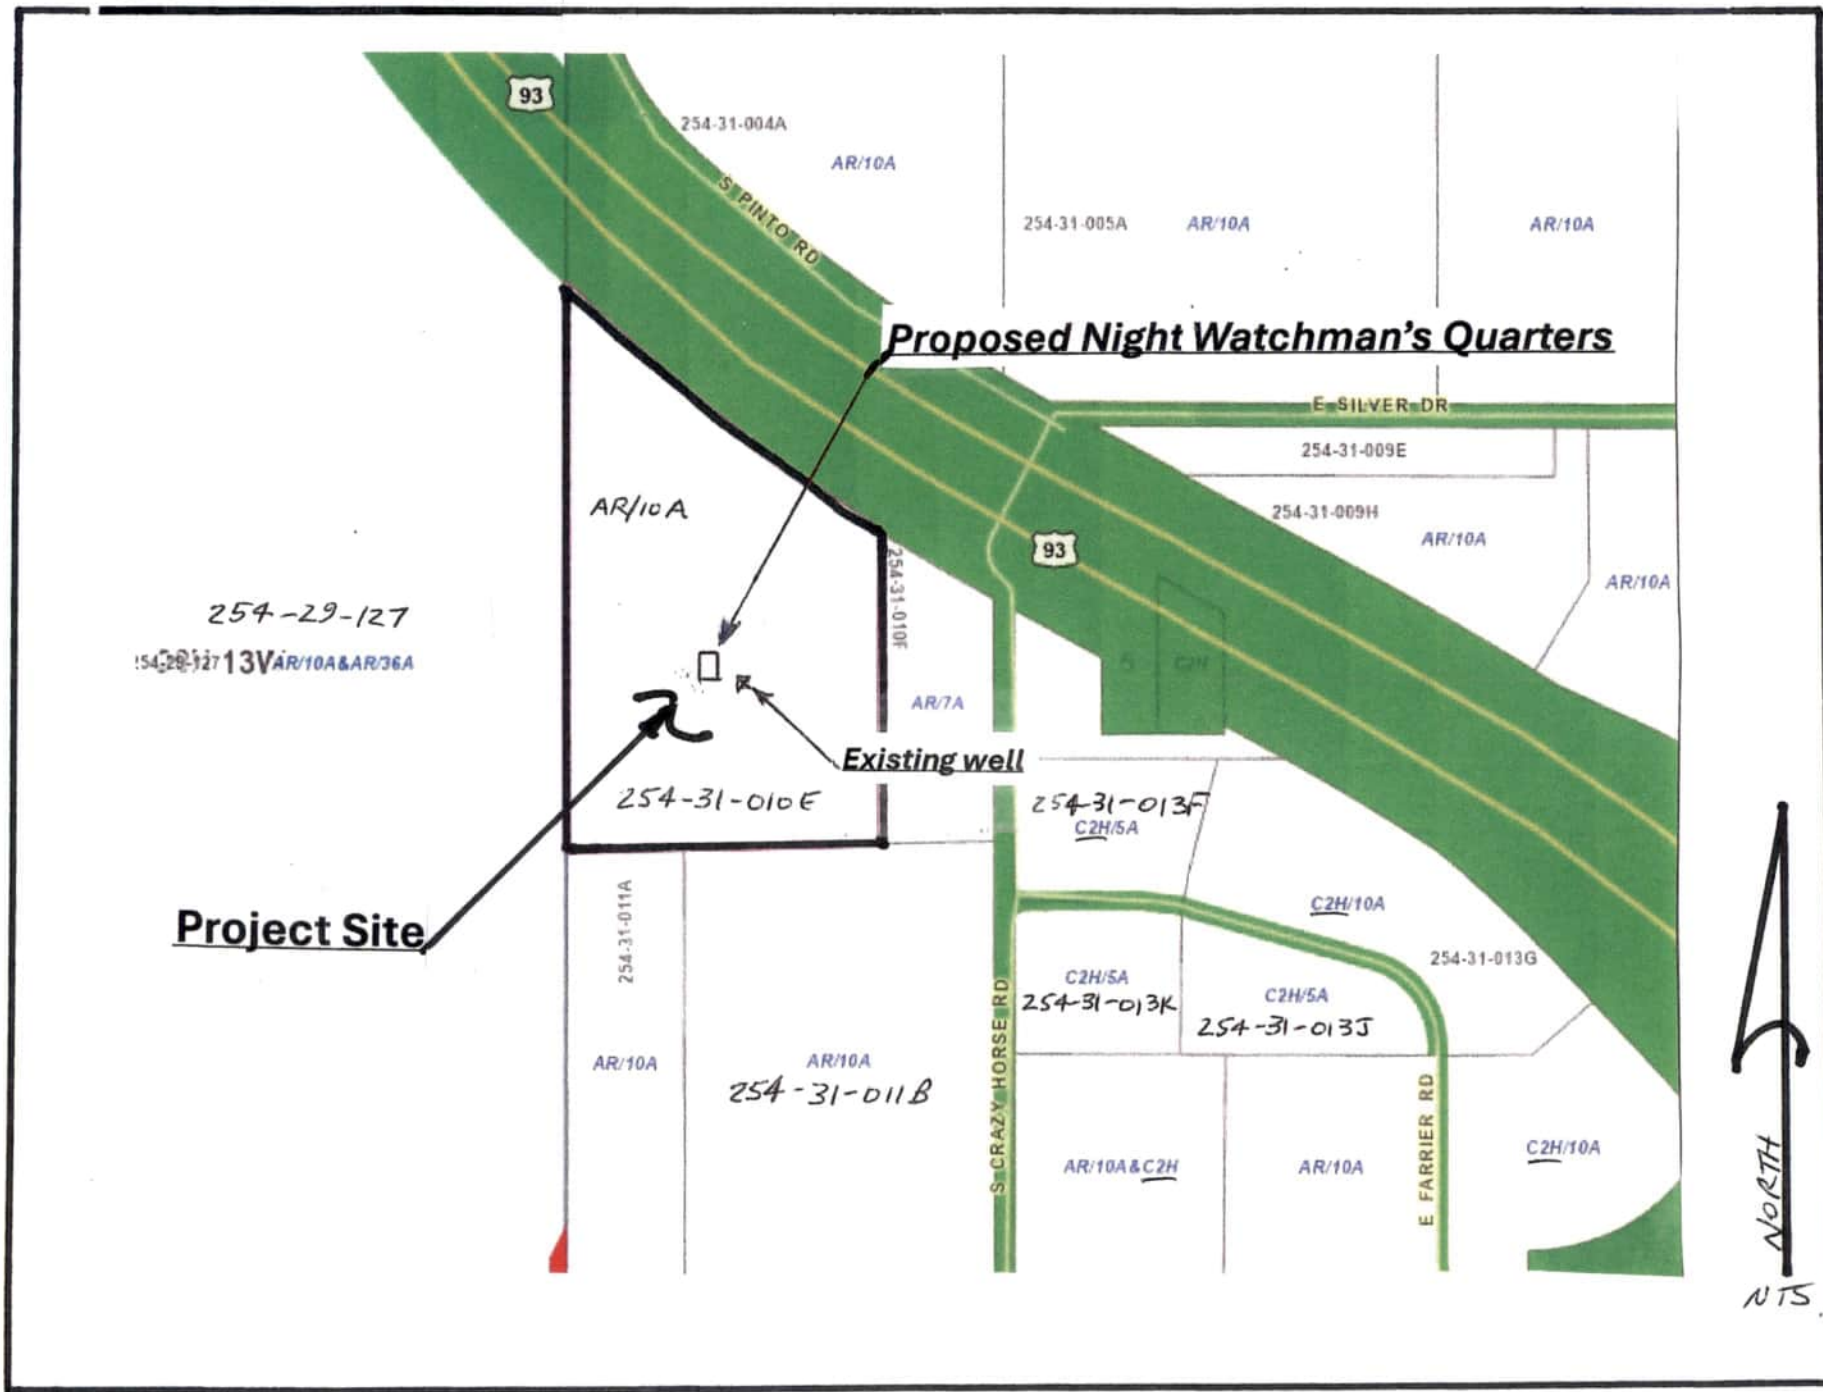 93
254-31-004A
AR/10A
S PINTO RD
254-31-005A
AR/10A
AR/10A
Proposed Night Watchman's Quarters
E SILVER DR
254-31-009E
254-31-009H
AR/10A
AR/10A
93
AR/10A
254-31-010F
254-29-127
13V
AR/10A&AR/36A
C2H
AR/7A
Existing well
254-31-010E
254-31-013F
C2H/5A
Project Site
254-31-011A
C2H/10A
254-31-013G
C2H/5A
254-31-013K
C2H/5A
254-31-013J
S CRAZY HORSE RD
AR/10A
AR/10A
254-31-011B
E FARRIER RD
AR/10A&C2H
AR/10A
C2H/10A
NORTH
NTS